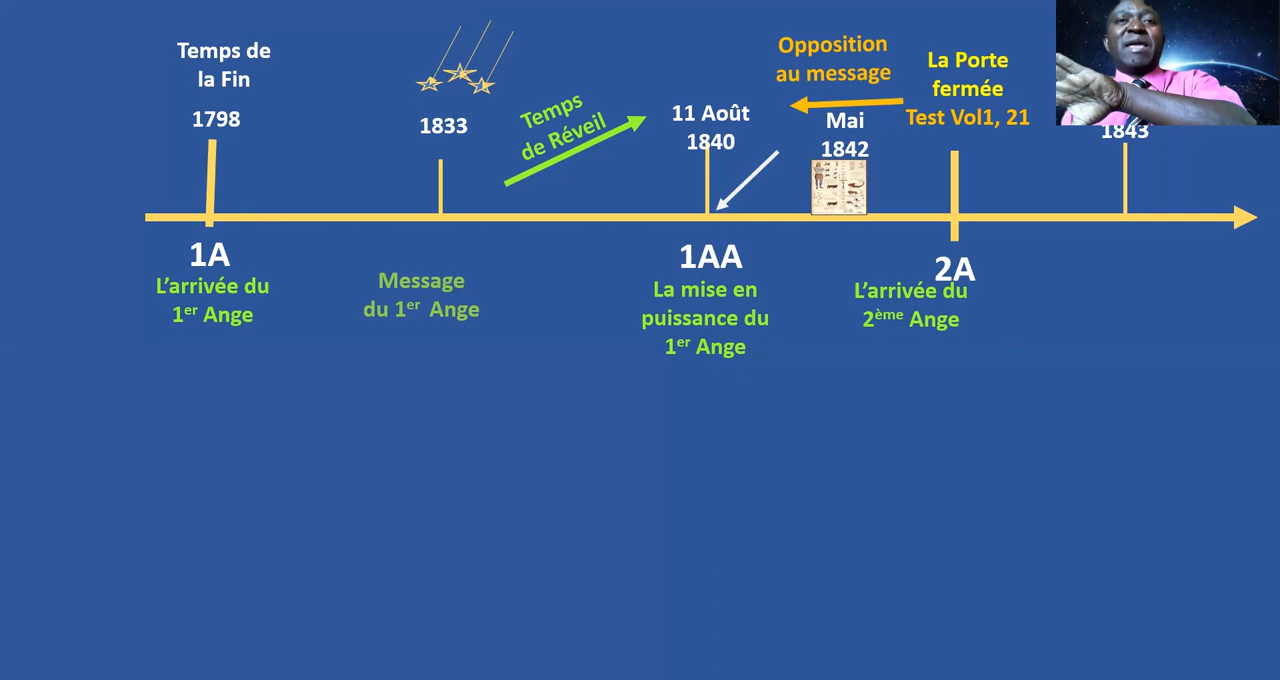 Temps de
la Fin
1798
1833
Temps
de Réveil
11 Août
1840
Opposition
au message
Mai
1842
La Porte
fermée
Test Vol1, 21
1843
1A
L’arrivée du
1er Ange
Message
du 1er Ange
1AA
La mise en
puissance du
1er Ange
2A
L’arrivée du
2ème Ange